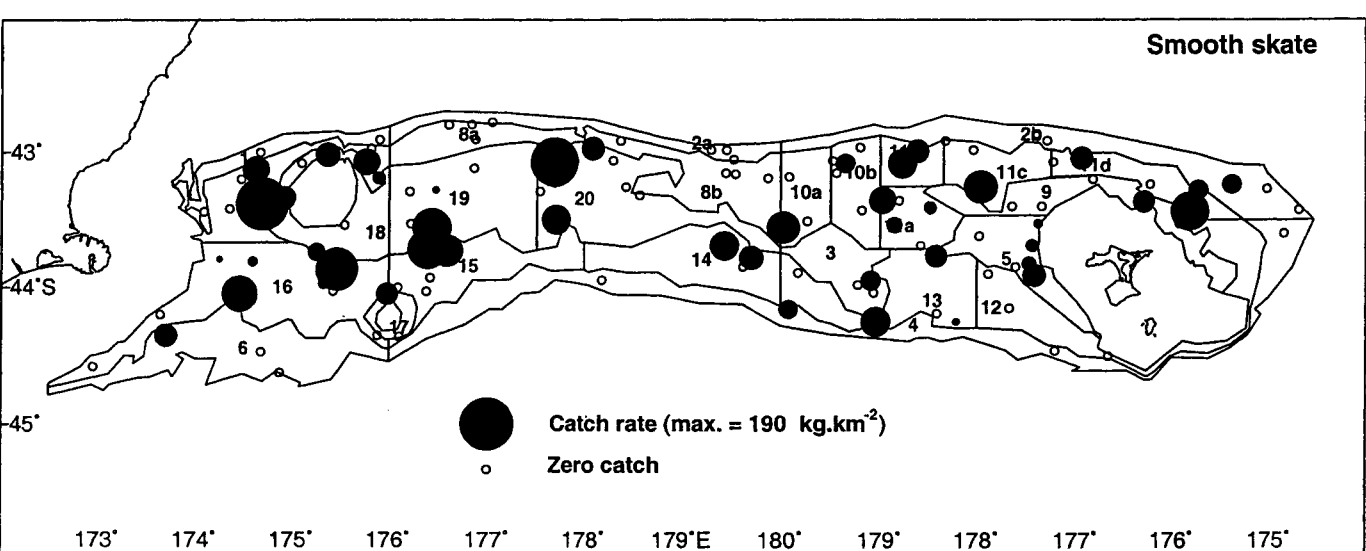 Smooth skate
8a
2a
2b
43°
10b
11c
11d
19
20
8b
10a
9
18
3
14
15
5
44°S
16
13
12
17
4
6
45°
Catch rate (max. = 190 kg.km-2)
Zero catch
173° 174° 175° 176° 177° 178° 179°E 180° 179° 178° 177° 176° 175°